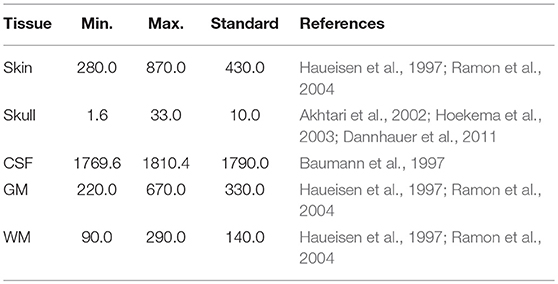 Tissue Min. Max. Standard References
Skin 280.0 870.0 430.0 Haueisen et al., 1997; Ramon et al.,
2004
Skull 1.6 33.0 10.0 Akhtari et al., 2002; Hoekema et al.,
2003; Dannhauer et al., 2011
CSF 1769.6 1810.4 1790.0 Baumann et al., 1997
GM 220.0 670.0 330.0 Haueisen et al., 1997; Ramon et al.,
2004
WM 90.0 290.0 140.0 Haueisen et al., 1997; Ramon et al.,
2004